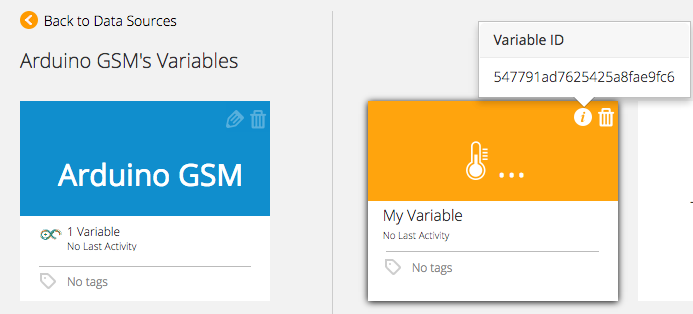 Back to Data Sources
Arduino GSM's Variables
Variable ID
547791ad7625425a8fae9fc6
Arduino GSM
1 Variable
No Last Activity
No tags
...
My Variable
No Last Activity
No tags